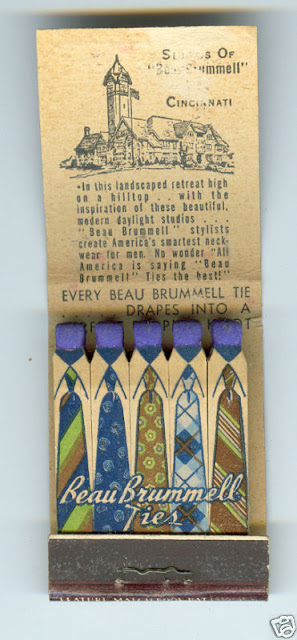 Studios Of
"Beau Brummell"
Cincinnati
•In this landscaped retreat high
on a hilltop .. with the
inspiration of these beautiful,
modern daylight studios . . .
"Beau Brummell" stylists
create America's smartest neck-
wear for men. No wonder "All
America is saying "Beau
Brummell" Ties the best!"
EVERY BEAU BRUMMELL TIE
DRAPES INTO A
Beau Brummell
Ties